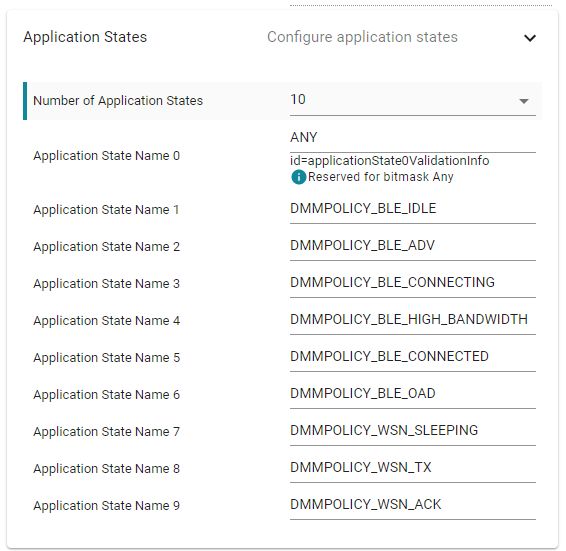 Application States Configure application states
Number of Application States 10
ANY
Application State Name 0
id=applicationState0ValidationInfo
Reserved for bitmask Any
Application State Name 1 DMMPOLICY_BLE_IDLE
Application State Name 2 DMMPOLICY_BLE_ADV
Application State Name 3 DMMPOLICY_BLE_CONNECTING
Application State Name 4 DMMPOLICY_BLE_HIGH_BANDWIDTH
Application State Name 5 DMMPOLICY_BLE_CONNECTED
Application State Name 6 DMMPOLICY_BLE_OAD
Application State Name 7 DMMPOLICY_WSN_SLEEPING
Application State Name 8 DMMPOLICY_WSN_TX
Application State Name 9 DMMPOLICY_WSN_ACK